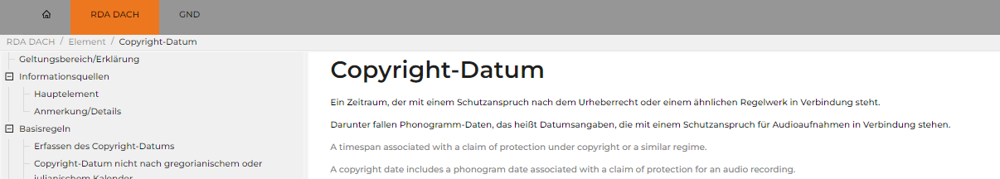 RDA DACH
GND
RDA DACH / Element / Copyright-Datum
Geltungsbereich/Erklärung
Informationsquellen
Hauptelement
Anmerkung/Details
Basisregeln
Erfassen des Copyright-Datums
Copyright-Datum nicht nach gregorianischem oder
julianischem Kalender
Copyright-Datum
Ein Zeitraum, der mit einem Schutzanspruch nach dem Urheberrecht oder einem ähnlichen Regelwerk in Verbindung steht.
Darunter fallen Phonogramm-Daten, das heißt Datumsangaben, die mit einem Schutzanspruch für Audioaufnahmen in Verbindung stehen.
A timespan associated with a claim of protection under copyright or a similar regime.
A copyright date includes a phonogram date associated with a claim of protection for an audio recording.